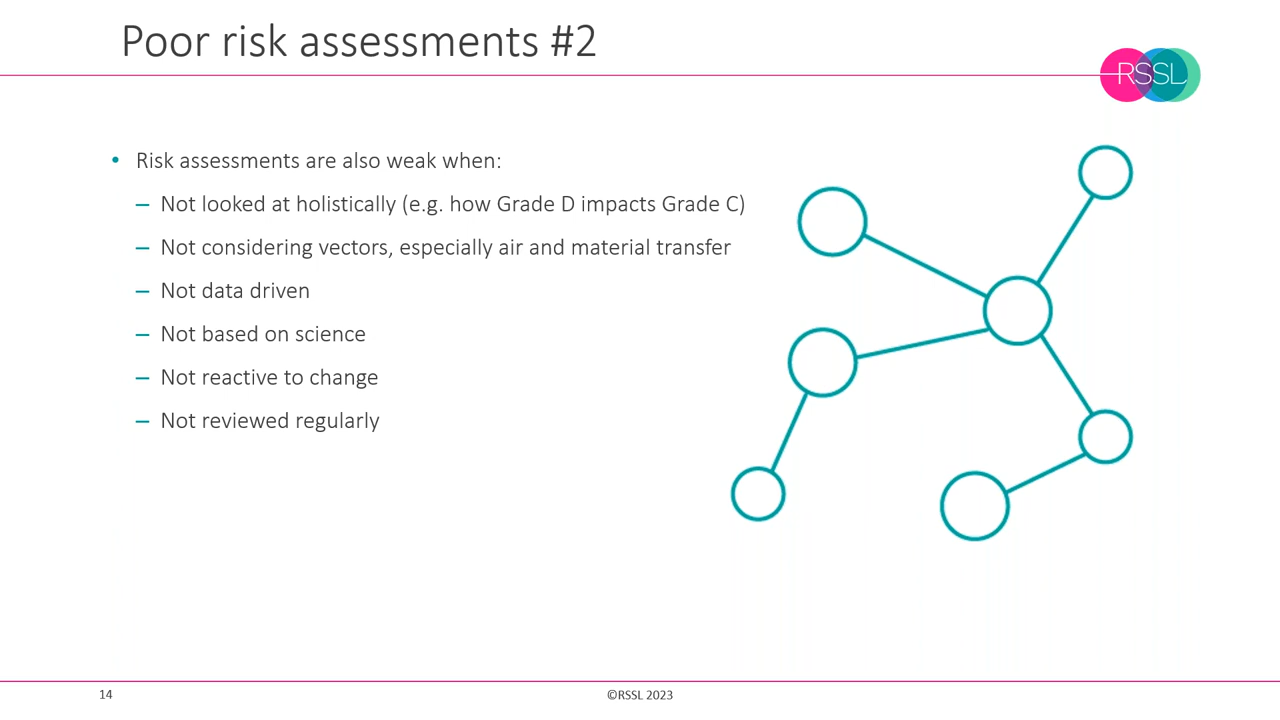 Poor risk assessments #2
RSSL
• Risk assessments are also weak when:
– Not looked at holistically (e.g. how Grade D impacts Grade C)
– Not considering vectors, especially air and material transfer
– Not data driven
– Not based on science
– Not reactive to change
– Not reviewed regularly
14
©RSSL 2023